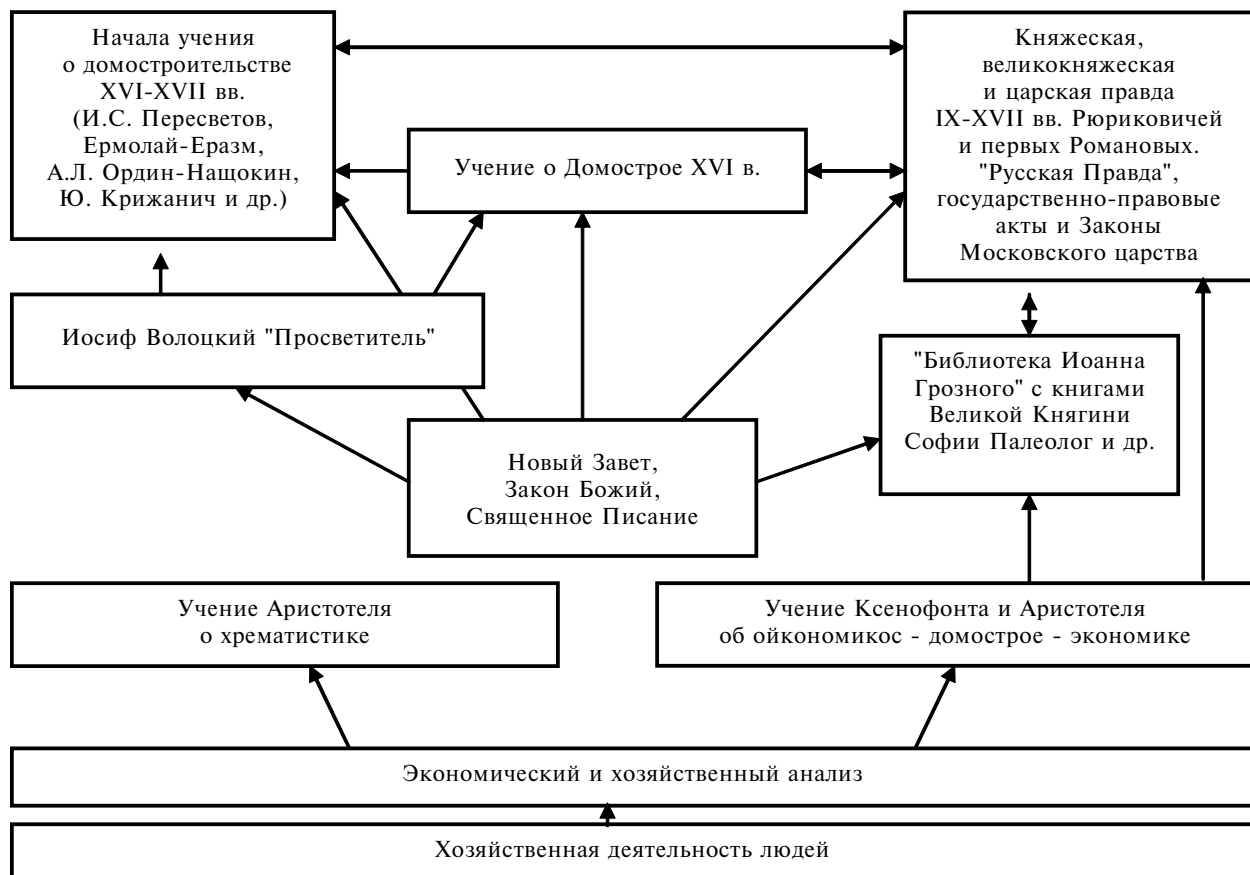 Начала учения
о домостроительстве
XVI-XVII вв.
(И.С. Пересветов,
Ермолай-Еразм,
А.Л. Ордин-Нащокин,
Ю. Крижанич и др.)
Княжеская,
великокняжеская
и царская правда
IX-XVII вв. Рюриковичей
и первых Романовых.
"Русская Правда",
государственно-правовые
акты и Законы
Московского царства
Учение о Домострое XVI в.
Иосиф Волоцкий "Просветитель"
"Библиотека Иоанна
Грозного" с книгами
Великой Княгини
Софии Палеолог и др.
Новый Завет,
Закон Божий,
Священное Писание
Учение Аристотеля
о хрематистике
Учение Ксенофонта и Аристотеля
об ойкономикос - домострое - экономике
Экономический и хозяйственный анализ
Хозяйственная деятельность людей